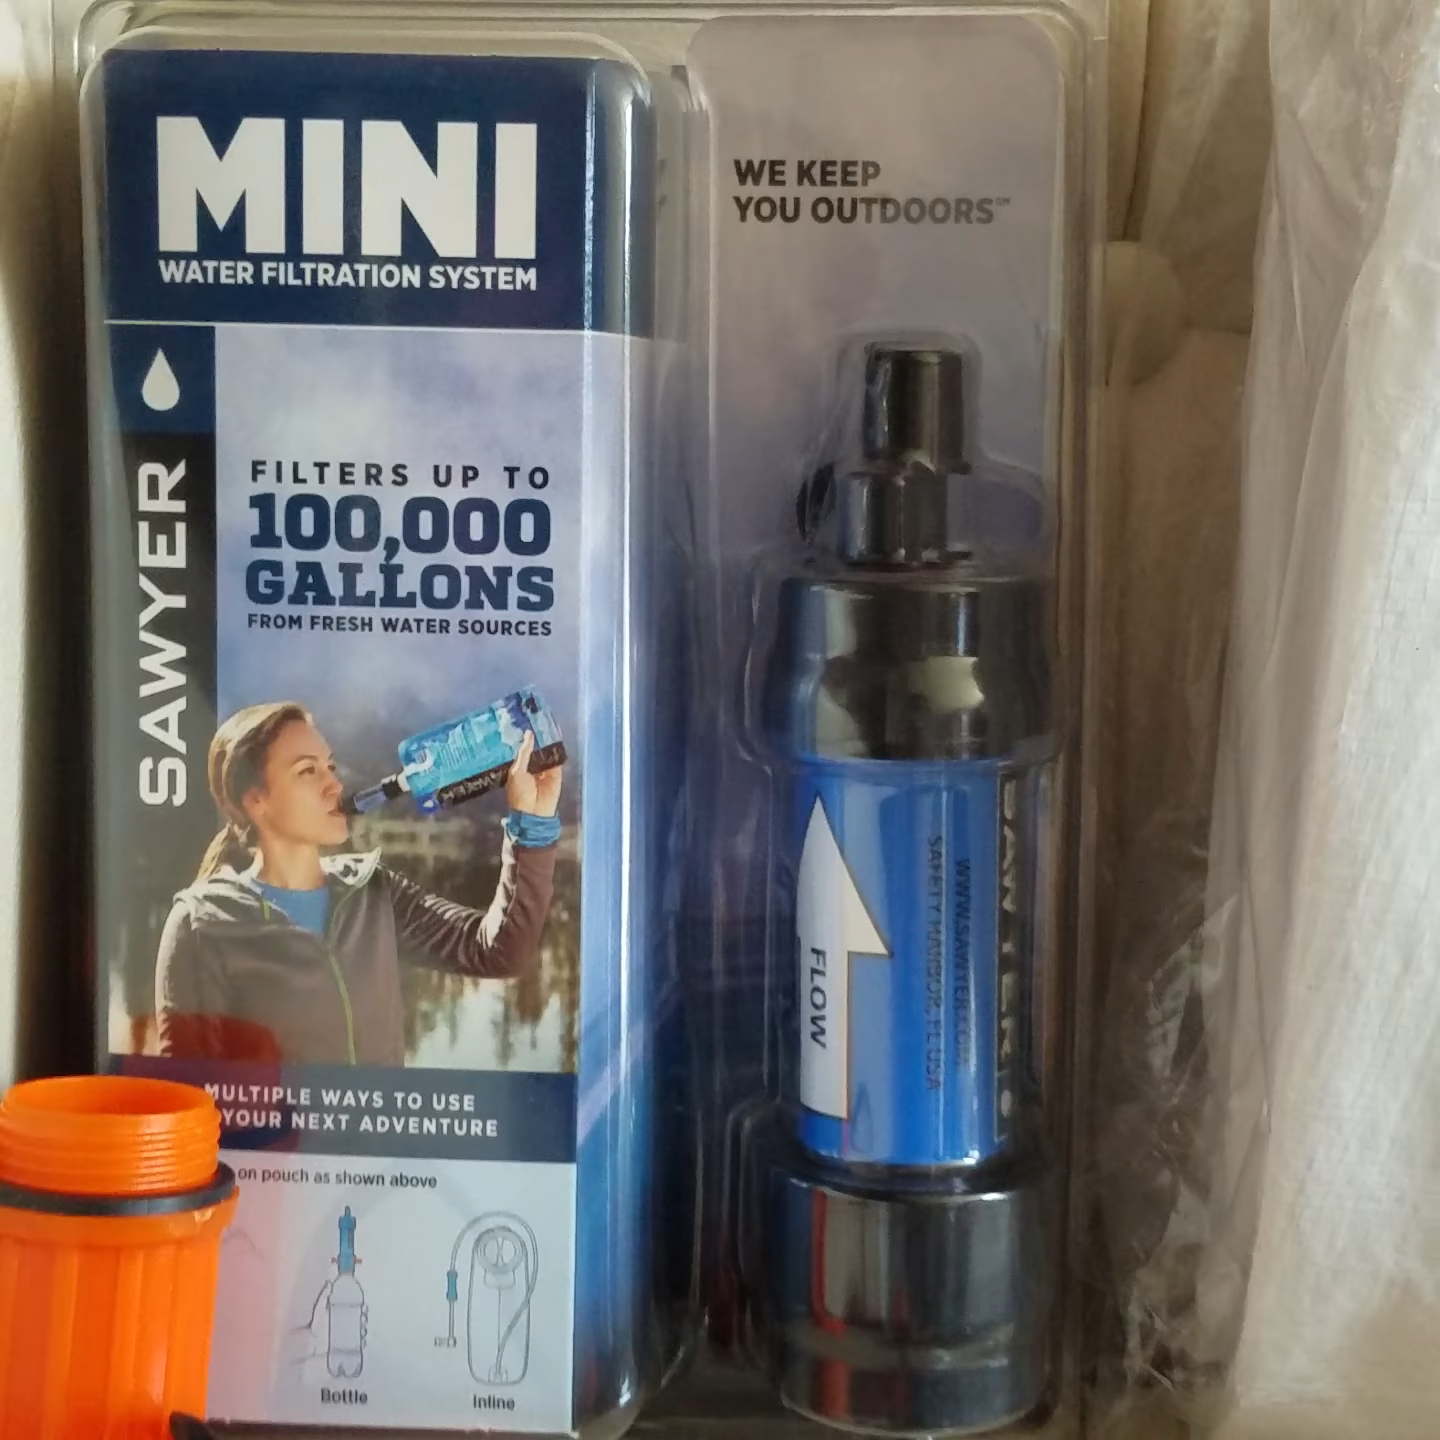 MINI
WATER FILTRATION SYSTEM
SAWYER
FILTERS UP TO
100,000
GALLONS
FROM FRESH WATER SOURCES
MULTIPLE WAYS TO USE
YOUR NEXT ADVENTURE
on pouch as shown above
Bottle
Inline
WE KEEP
YOU OUTDOORS℠
FLOW
SAFETY HARBOR, FL USA
WWW.SAWYER.COM